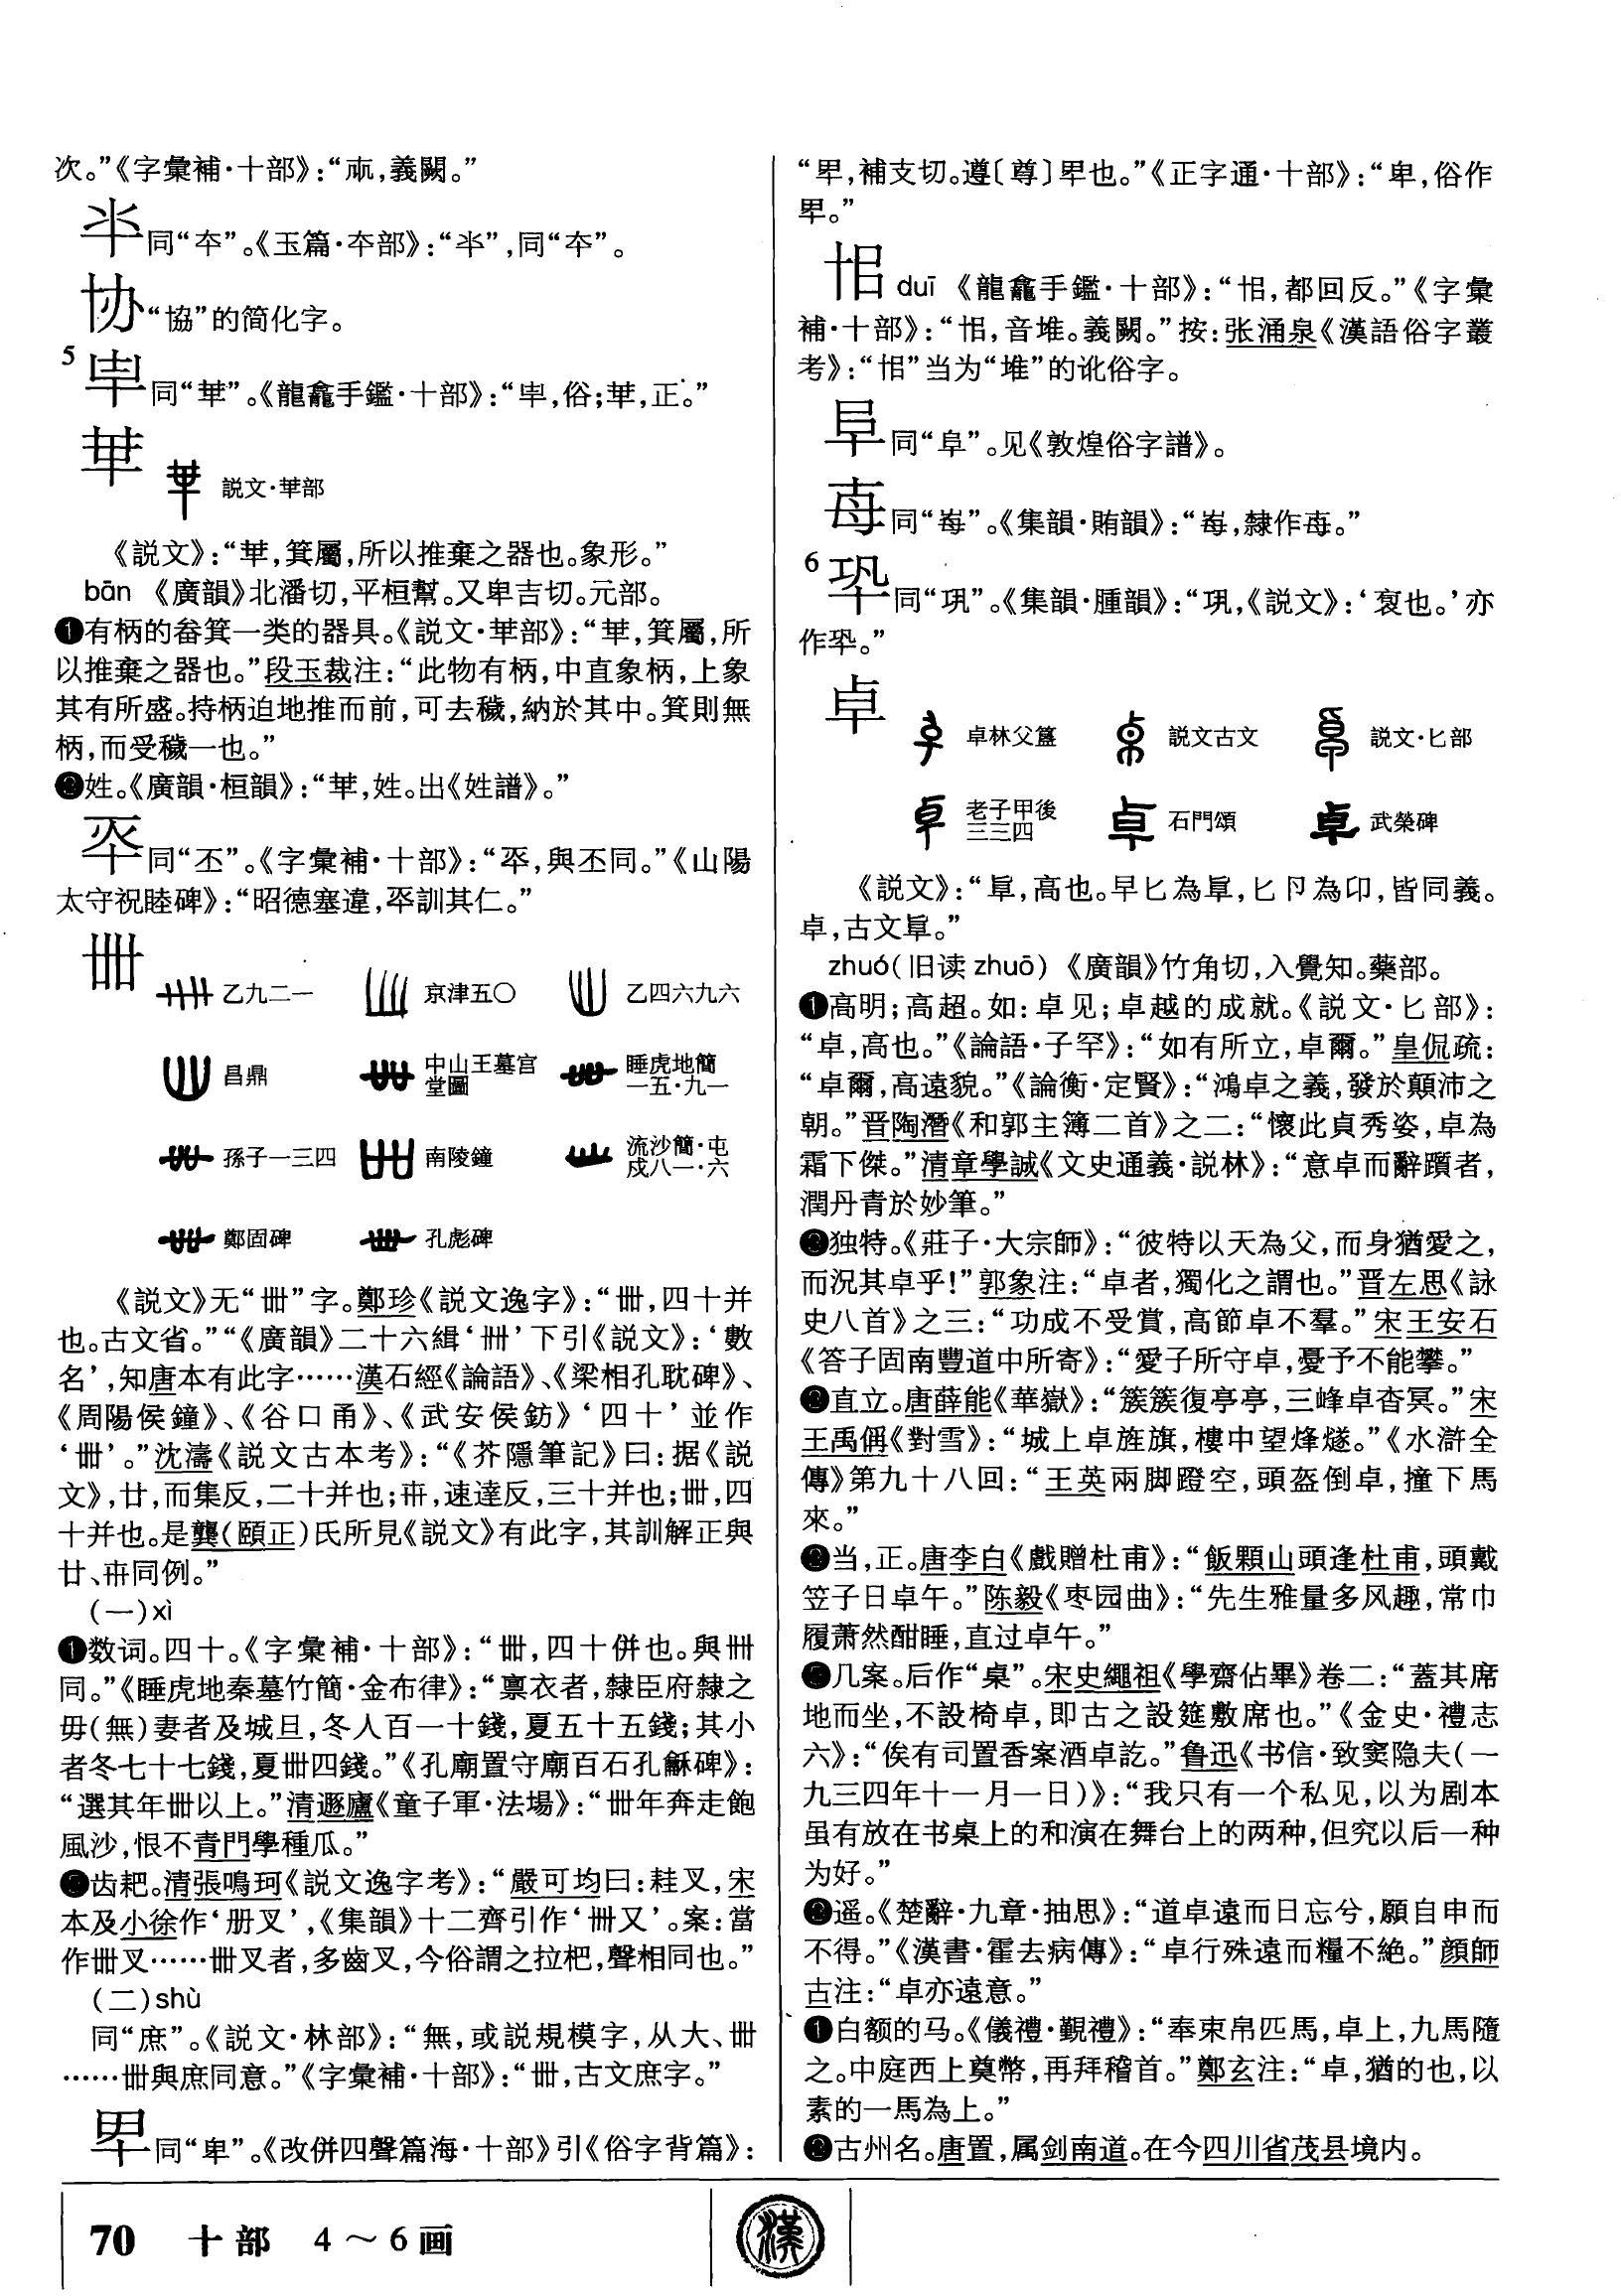 次。”《字彙補·十部》：“𠦑，義闕。”
𠦒同“夲”。《玉篇·夲部》：“𠦒”，同“夲”。
协“協”的简化字。
5
同“𠦒”。《龍龕手鑑·十部》：“，俗；𠦒，正。”
𠦒 説文·𠦒部
《説文》：“𠦒，箕屬，所以推棄之器也。象形。”
bān 《廣韻》北潘切，平桓幫。又卑吉切。元部。
❶有柄的畚箕一类的器具。《説文·𠦒部》：“𠦒，箕屬，所
以推棄之器也。”段玉裁注：“此物有柄，中直象柄，上象
其有所盛。持柄迫地推而前，可去穢，納於其中。箕則無
柄，而受穢一也。”
❷姓。《廣韻·桓韻》：“𠦒，姓。出《姓譜》。”
㔻同“丕”。《字彙補·十部》：“㔻，與丕同。”《山陽
太守祝睦碑》：“昭德塞違，㔻訓其仁。”
卌
乙九二一 京津五〇 乙四六九六
昌鼎 中山王墓宫堂圖 睡虎地簡一五·九一
孫子一三四 南陵鐘 流沙簡·屯戍八一·六
鄭固碑 孔彪碑
《説文》无“卌”字。鄭珍《説文逸字》：“卌，四十并
也。古文省。”“《廣韻》二十六緝‘卌’下引《説文》：‘數
名’，知唐本有此字……漢石經《論語》、《梁相孔耽碑》、
《周陽侯鐘》、《谷口甬》、《武安侯鈁》‘四十’並作
‘卌’。”沈濤《説文古本考》：“《芥隱筆記》曰：据《説
文》，廿，而集反，二十并也；卅，速達反，三十并也；卌，四
十并也。是龔（頤正）氏所見《説文》有此字，其訓解正與
廿、卅同例。”
（一）xì
❶数词。四十。《字彙補·十部》：“卌，四十併也。與卌
同。”《睡虎地秦墓竹簡·金布律》：“稟衣者，隸臣府隸之
毋（無）妻者及城旦，冬人百一十錢，夏五十五錢；其小
者冬七十七錢，夏卌四錢。”《孔廟置守廟百石孔龢碑》：
“選其年卌以上。”清遯廬《童子軍·法場》：“卌年奔走飽
風沙，恨不青門學種瓜。”
❷齿耙。清張鳴珂《説文逸字考》：“嚴可均曰：䢮叉，宋
本及小徐作‘册叉’，《集韻》十二齊引作‘卌又’。案：當
作卌叉……卌叉者，多齒叉，今俗謂之拉杷，聲相同也。”
（二）shù
同“庶”。《説文·林部》：“無，或説規模字，从大、卌
……卌與庶同意。”《字彙補·十部》：“卌，古文庶字。”
同“卑”。《改併四聲篇海·十部》引《俗字背篇》：
“，補支切。遵〔尊〕也。”《正字通·十部》：“卑，俗作
。”
duī 《龍龕手鑑·十部》：“，都回反。”《字彙
補·十部》：“，音堆。義闕。”按：张涌泉《漢語俗字叢
考》：“”当为“堆”的讹俗字。
同“阜”。见《敦煌俗字譜》。
同“毐”。《集韻·賄韻》：“，隸作。”
6
同“巩”。《集韻·腫韻》：“巩，《説文》：‘褱也。’亦
作。”
卓
卓林父簋 説文古文 説文·匕部
老子甲後三三四 石門頌 武榮碑
《説文》：“𠦝，高也。早匕為𠦝，匕卪為卬，皆同義。
卓，古文𠦝。”
zhuó（旧读zhuō） 《廣韻》竹角切，入覺知。藥部。
❶高明；高超。如：卓见；卓越的成就。《説文·匕部》：
“卓，高也。”《論語·子罕》：“如有所立，卓爾。”皇侃疏：
“卓爾，高遠貌。”《論衡·定賢》：“鴻卓之義，發於顛沛之
朝。”晋陶潛《和郭主簿二首》之二：“懷此貞秀姿，卓為
霜下傑。”清章學誠《文史通義·説林》：“意卓而辭躓者，
潤丹青於妙筆。”
❷独特。《莊子·大宗師》：“彼特以天為父，而身猶愛之，
而況其卓乎！”郭象注：“卓者，獨化之謂也。”晋左思《詠
史八首》之三：“功成不受賞，高節卓不羣。”宋王安石
《答子固南豐道中所寄》：“愛子所守卓，憂予不能攀。”
❸直立。唐薛能《華嶽》：“簇簇復亭亭，三峰卓杳冥。”宋
王禹偁《對雪》：“城上卓旌旗，樓中望烽燧。”《水滸全
傳》第九十八回：“王英兩脚蹬空，頭盔倒卓，撞下馬
來。”
❹当，正。唐李白《戲贈杜甫》：“飯顆山頭逢杜甫，頭戴
笠子日卓午。”陈毅《枣园曲》：“先生雅量多风趣，常巾
履萧然酣睡，直过卓午。”
❺几案。后作“桌”。宋史繩祖《學齋佔畢》卷二：“蓋其席
地而坐，不設椅卓，即古之設筵敷席也。”《金史·禮志
六》：“俟有司置香案酒卓訖。”鲁迅《书信·致窦隐夫（一
九三四年十一月一日）》：“我只有一个私见，以为剧本
虽有放在书桌上的和演在舞台上的两种，但究以后一种
为好。”
❻遥。《楚辭·九章·抽思》：“道卓遠而日忘兮，願自申而
不得。”《漢書·霍去病傳》：“卓行殊遠而糧不絶。”顔師
古注：“卓亦遠意。”
❼白额的马。《儀禮·覲禮》：“奉束帛匹馬，卓上，九馬隨
之。中庭西上奠幣，再拜稽首。”鄭玄注：“卓，猶的也，以
素的一馬為上。”
❽古州名。唐置，属剑南道。在今四川省茂县境内。
70 十部 4～6画
漢